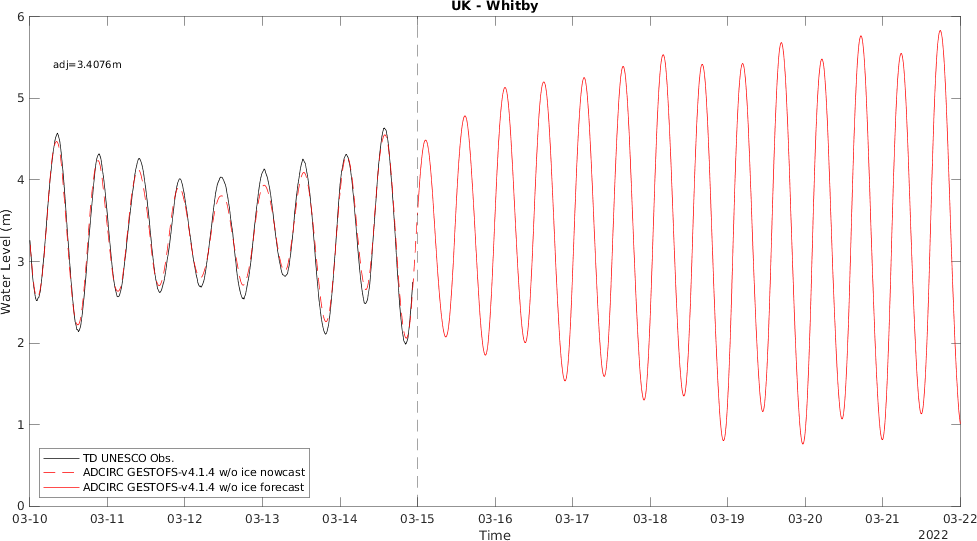 UK - Whitby
adj=3.4076m
Water Level (m)
6
5
4
3
2
1
0
TD UNESCO Obs.
ADCIRC GESTOFS-v4.1.4 w/o ice nowcast
ADCIRC GESTOFS-v4.1.4 w/o ice forecast
03-10 03-11 03-12 03-13 03-14 03-15 03-16 03-17 03-18 03-19 03-20 03-21 03-22
Time
2022